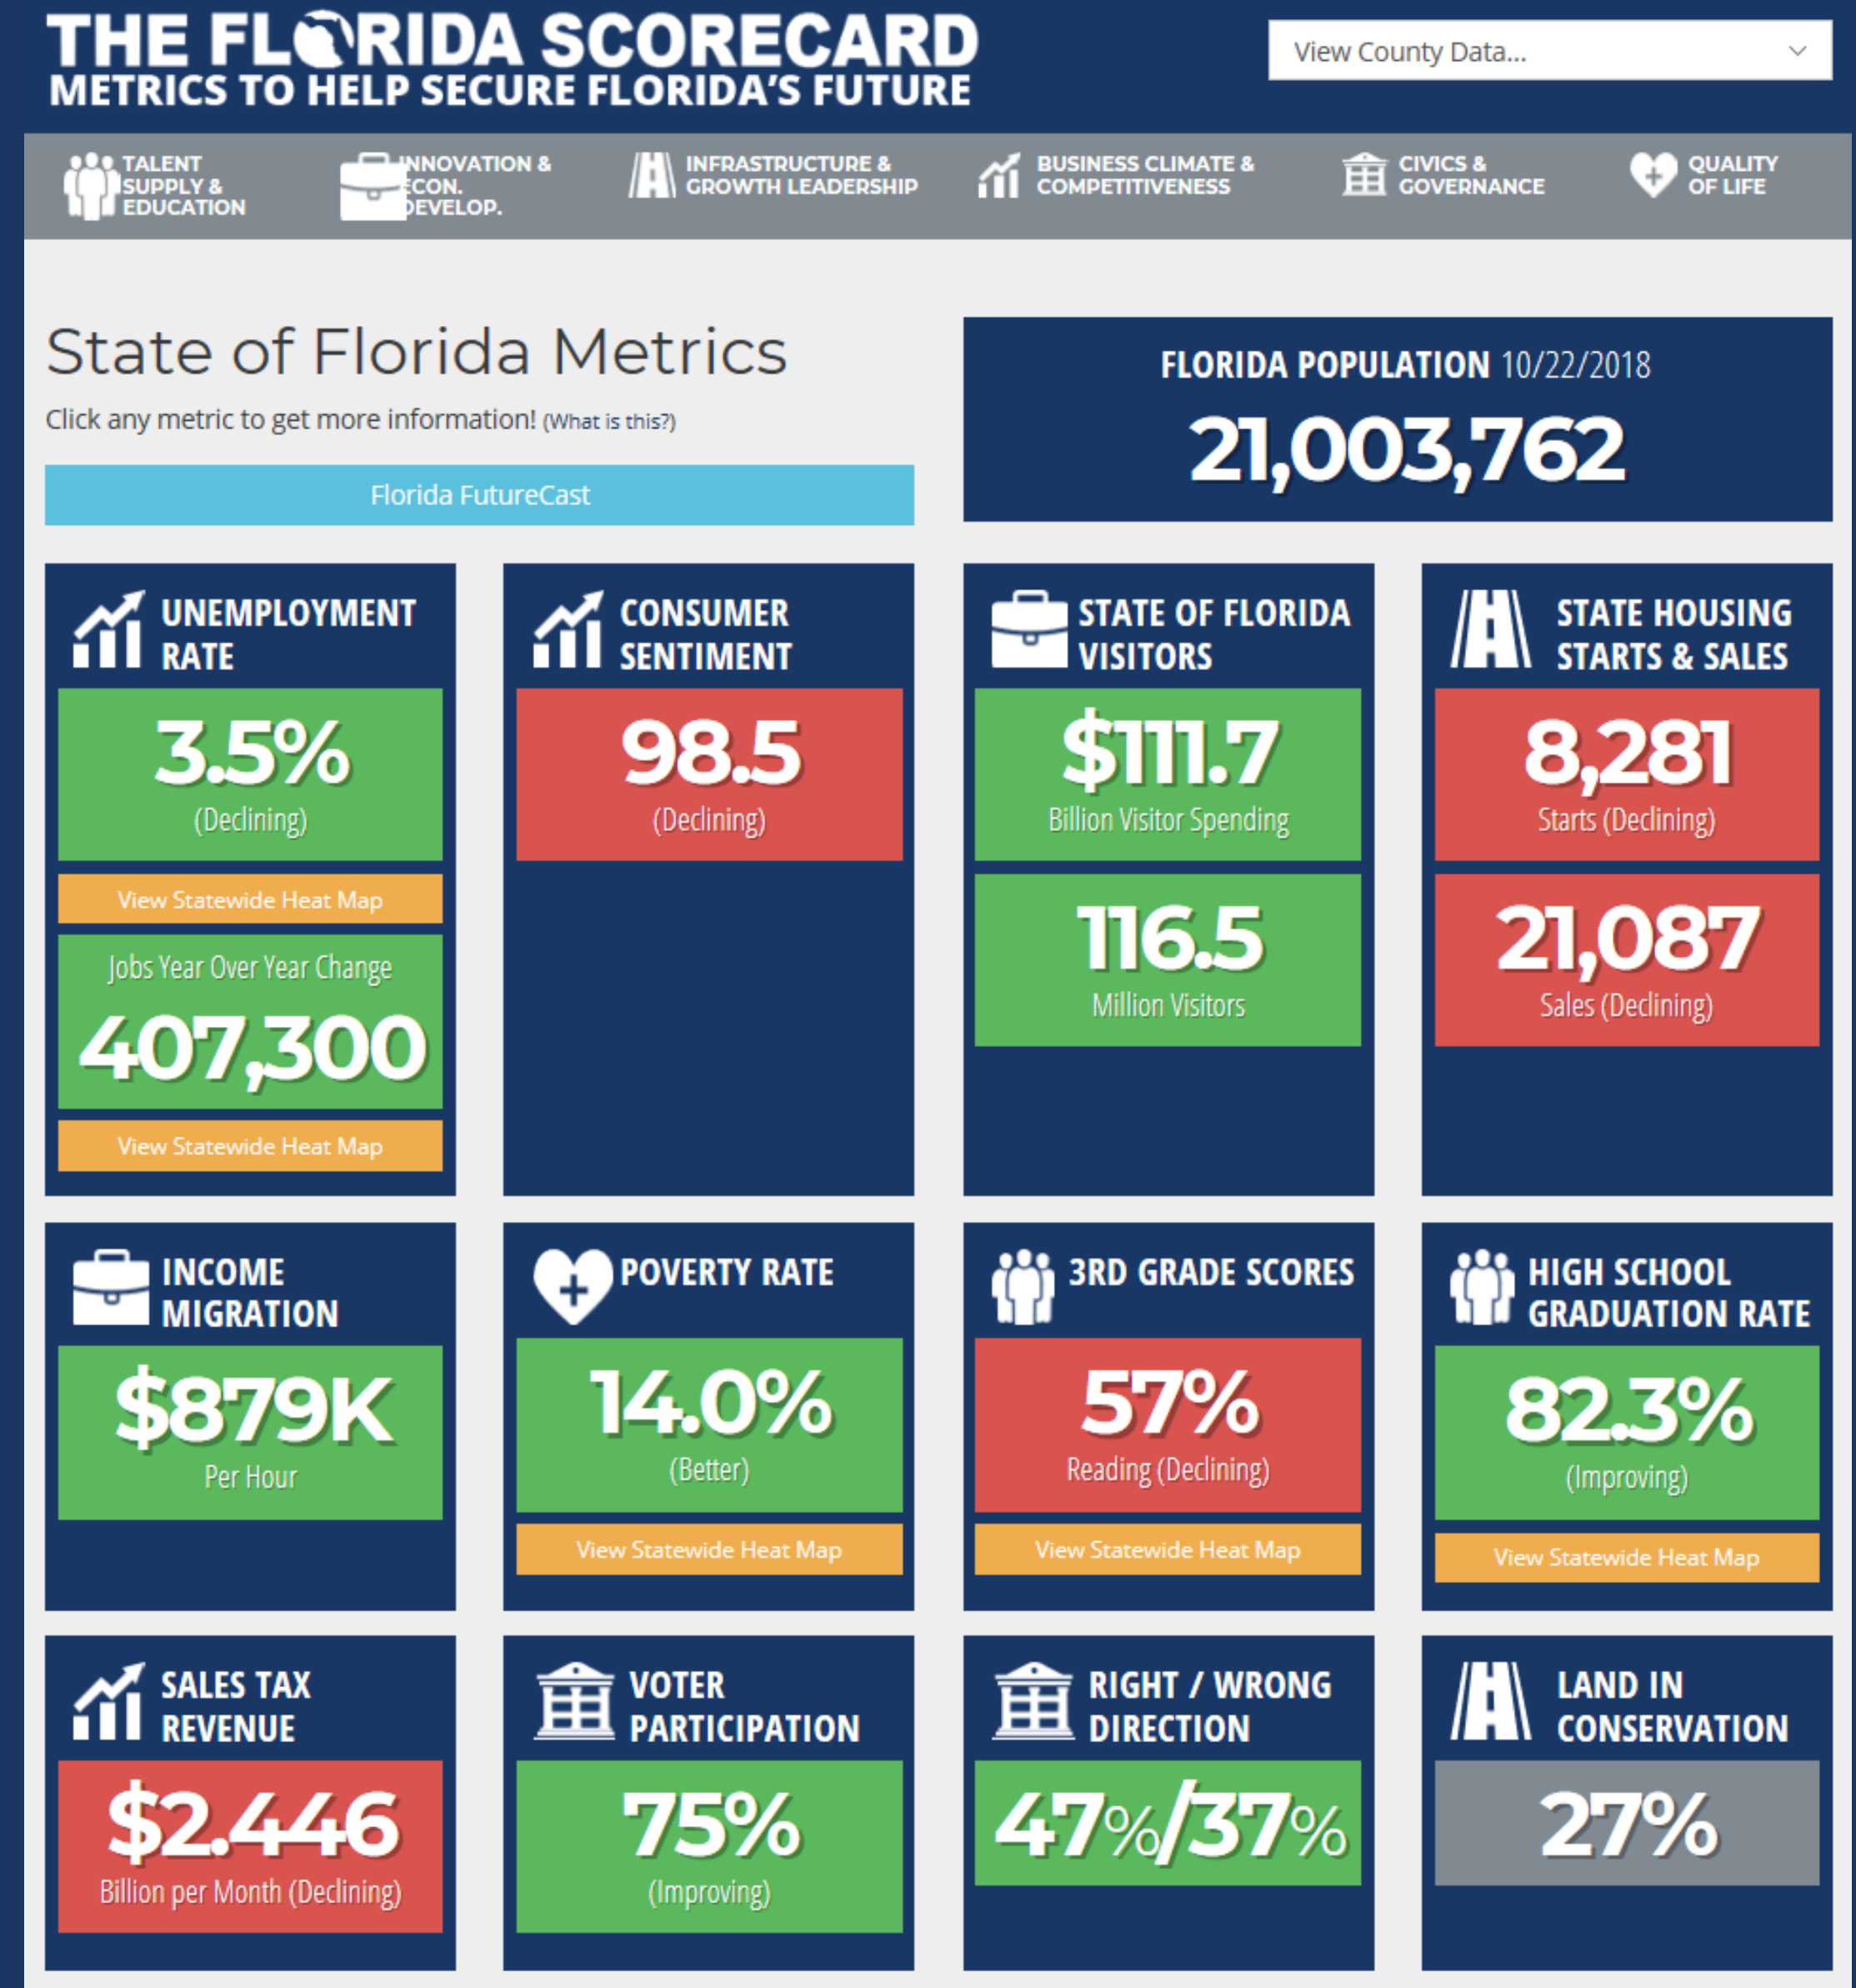 THE FLORIDA SCORECARD
METRICS TO HELP SECURE FLORIDA'S FUTURE
View County Data...
TALENT
SUPPLY &
EDUCATION
INNOVATION &
ECON.
DEVELOP.
INFRASTRUCTURE &
GROWTH LEADERSHIP
BUSINESS CLIMATE &
COMPETITIVENESS
CIVICS &
GOVERNANCE
QUALITY
OF LIFE
State of Florida Metrics
Click any metric to get more information! (What is this?)
Florida FutureCast
FLORIDA POPULATION 10/22/2018
21,003,762
UNEMPLOYMENT
RATE
3.5%
(Declining)
View Statewide Heat Map
Jobs Year Over Year Change
407,300
View Statewide Heat Map
CONSUMER
SENTIMENT
98.5
(Declining)
STATE OF FLORIDA
VISITORS
$111.7
Billion Visitor Spending
116.5
Million Visitors
STATE HOUSING
STARTS & SALES
8,281
Starts (Declining)
21,087
Sales (Declining)
INCOME
MIGRATION
$879K
Per Hour
POVERTY RATE
14.0%
(Better)
View Statewide Heat Map
3RD GRADE SCORES
57%
Reading (Declining)
View Statewide Heat Map
HIGH SCHOOL
GRADUATION RATE
82.3%
(Improving)
View Statewide Heat Map
SALES TAX
REVENUE
$2.446
Billion per Month (Declining)
VOTER
PARTICIPATION
75%
(Improving)
RIGHT / WRONG
DIRECTION
47%/37%
LAND IN
CONSERVATION
27%